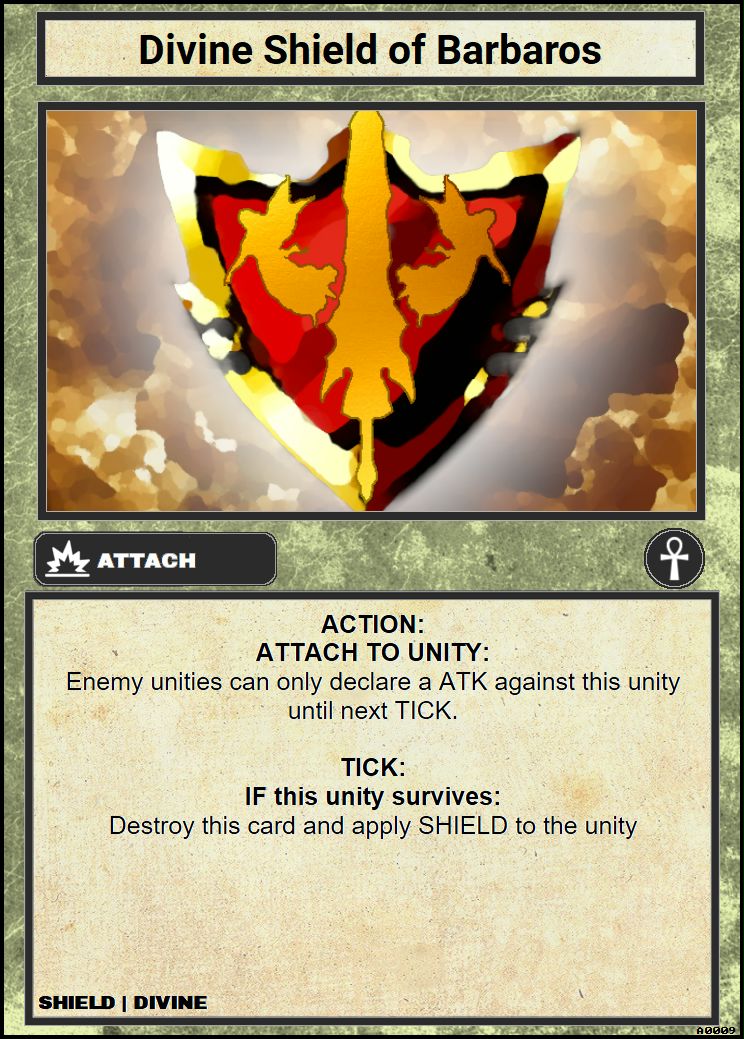 Divine Shield of Barbaros
ATTACH
ACTION:
ATTACH TO UNITY:
Enemy unities can only declare a ATK against this unity
until next TICK.
TICK:
IF this unity survives:
Destroy this card and apply SHIELD to the unity
SHIELD | DIVINE
A0009